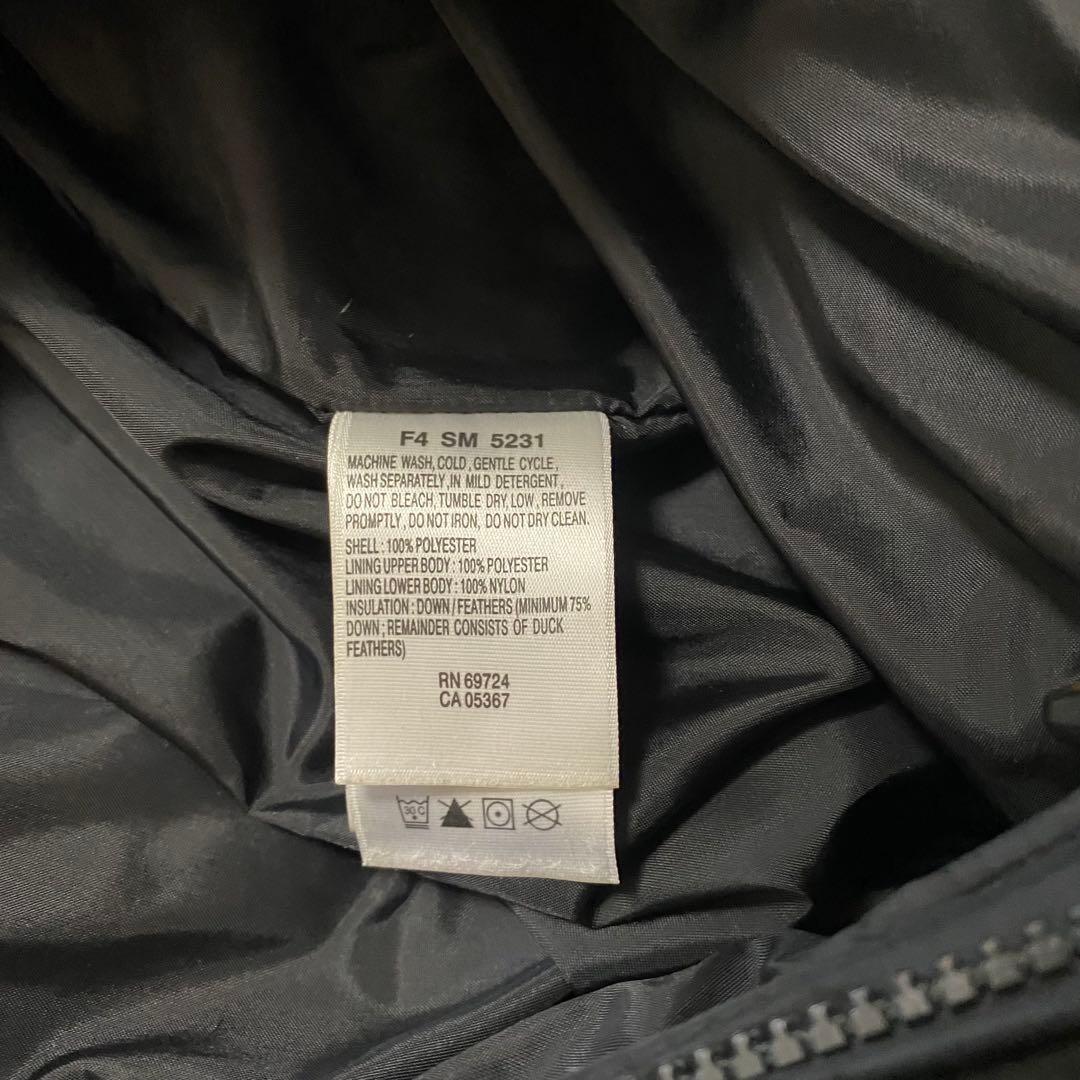 F4 SM 5231
MACHINE WASH, COLD, GENTLE CYCLE,
WASH SEPARATELY, IN MILD DETERGENT,
DO NOT BLEACH, TUMBLE DRY, LOW, REMOVE
PROMPTLY, DO NOT IRON, DO NOT DRY CLEAN.
SHELL : 100% POLYESTER
LINING UPPER BODY : 100% POLYESTER
LINING LOWER BODY : 100% NYLON
INSULATION : DOWN / FEATHERS (MINIMUM 75%
DOWN ; REMAINDER CONSISTS OF DUCK
FEATHERS)
RN 69724
CA 05367
30 C